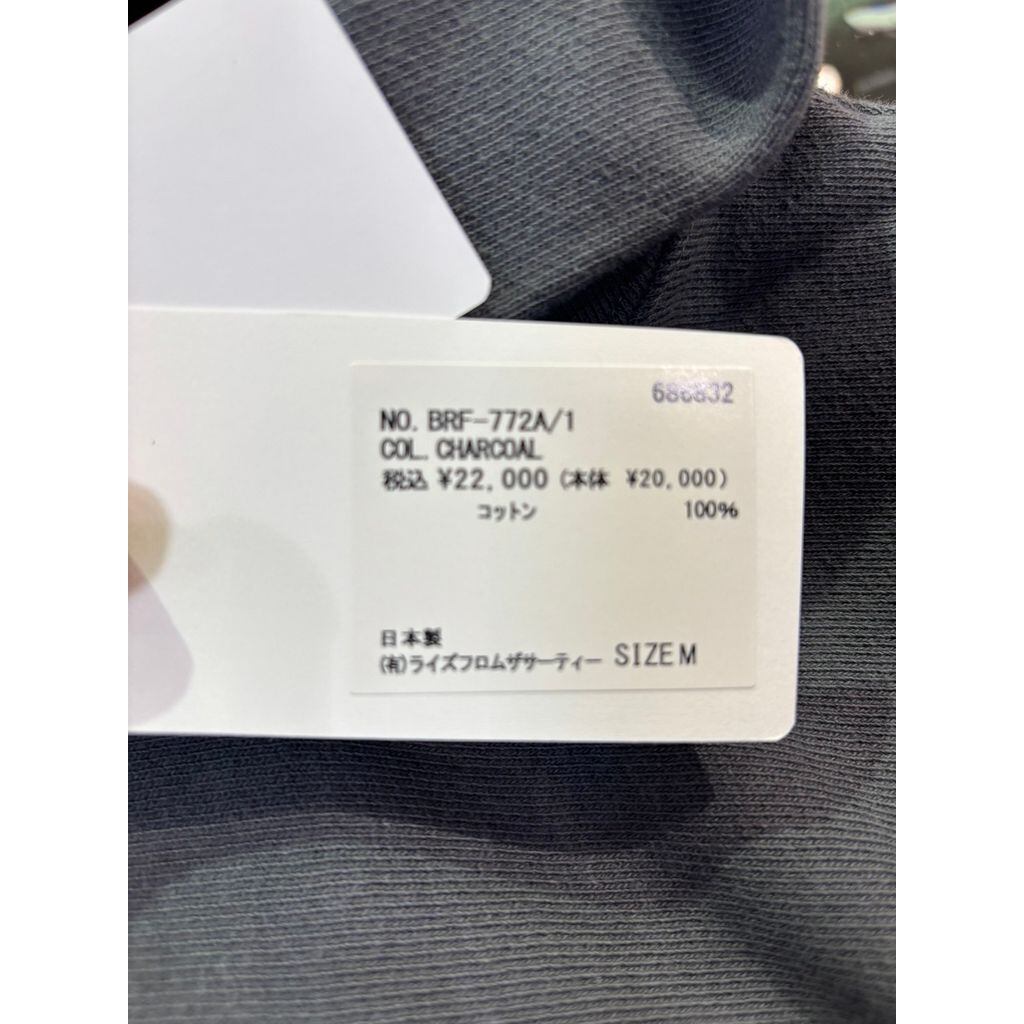 686832
NO. BRF-772A/1
COL. CHARCOAL
税込 ¥22,000 (本体 ¥20,000)
コットン 100%
日本製
(有)ライズフロムザサーティー SIZE M